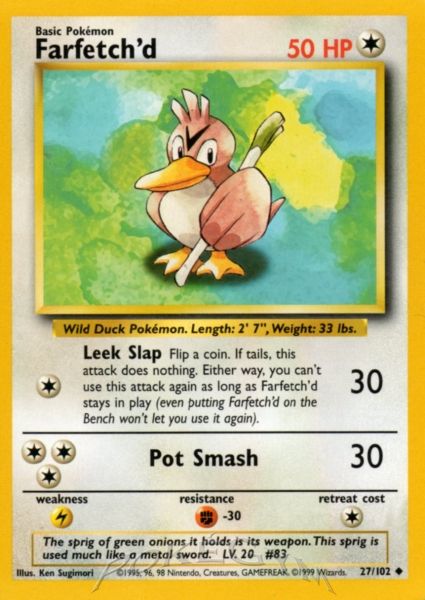 Basic Pokémon
Farfetch'd 50 HP
Wild Duck Pokémon. Length: 2' 7", Weight: 33 lbs.
Leek Slap Flip a coin. If tails, this
attack does nothing. Either way, you can't
use this attack again as long as Farfetch'd
stays in play (even putting Farfetch'd on the
Bench won't let you use it again).
30
Pot Smash 30
weakness resistance retreat cost
-30
The sprig of green onions it holds is its weapon. This sprig is
used much like a metal sword. LV. 20 #83
Illus. Ken Sugimori ©1995, 96, 98 Nintendo, Creatures, GAMEFREAK. ©1999 Wizards. 27/102